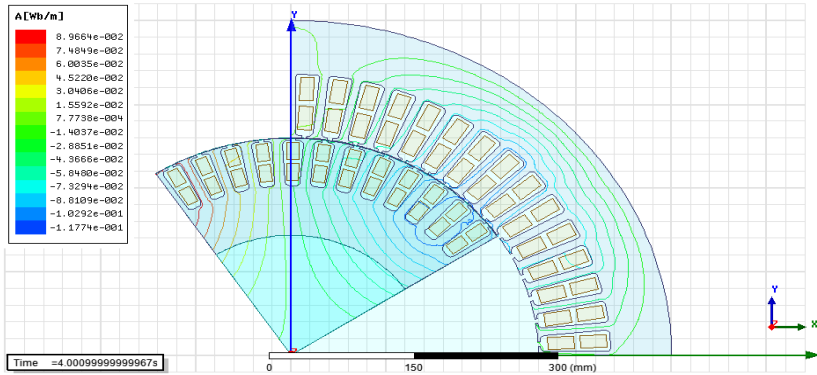 A[Wb/m]
8.9664e-002
7.4849e-002
6.0035e-002
4.5220e-002
3.0406e-002
1.5592e-002
7.7738e-004
-1.4037e-002
-2.8851e-002
-4.3666e-002
-5.8480e-002
-7.3294e-002
-8.8109e-002
-1.0292e-001
-1.1774e-001
Y
Y
X
Z
Time =4.00099999999967s
0 150 300 (mm)